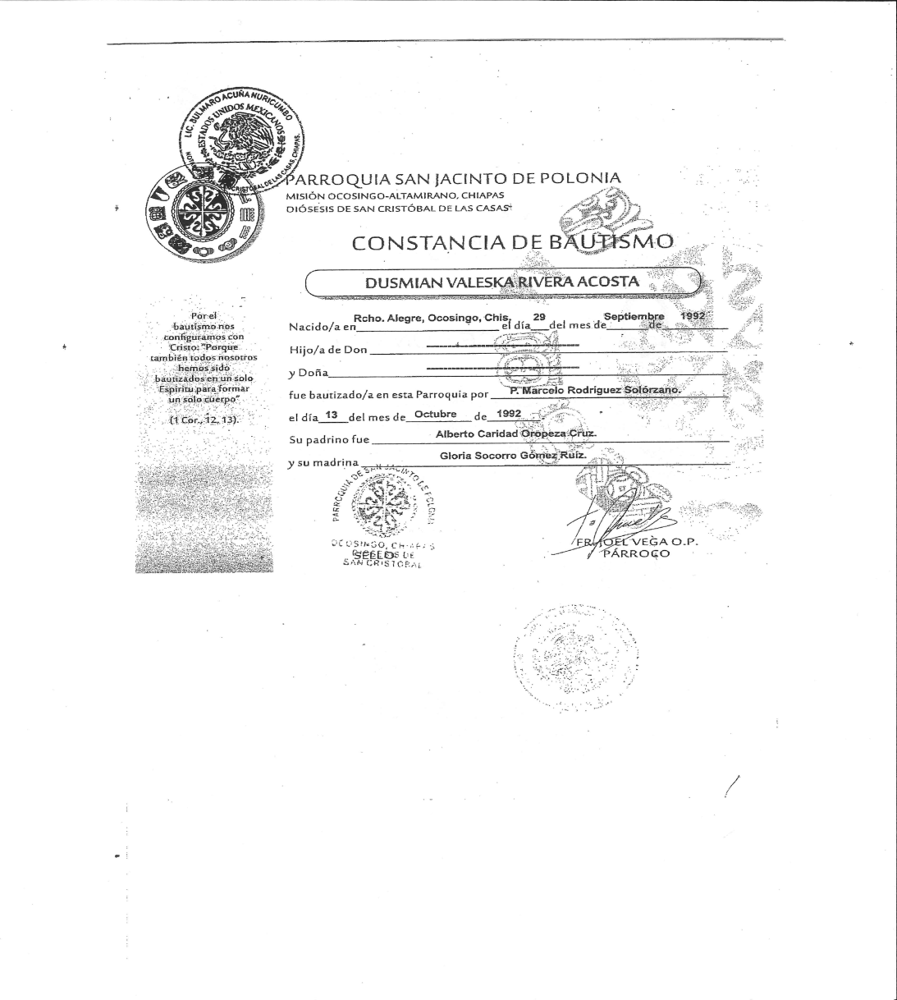 LIC. BULMARO ACUÑA NURICUMBO
ESTADOS UNIDOS MEXICANOS
CRISTOBAL DE LAS CASAS, CHIAPAS.
PARROQUIA SAN JACINTO DE POLONIA
MISIÓN OCOSINGO-ALTAMIRANO, CHIAPAS
DIÓSESIS DE SAN CRISTÓBAL DE LAS CASAS
CONSTANCIA DE BAUTISMO
DUSMIAN VALESKA RIVERA ACOSTA
Nacido/a en Rcho. Alegre, Ocosingo, Chis. el día 29 del mes de Septiembre de 1992
Hijo/a de Don --------------------
y Doña --------------------
fue bautizado/a en esta Parroquia por P. Marcelo Rodriguez Solórzano.
el día 13 del mes de Octubre de 1992
Su padrino fue Alberto Caridad Oropeza Cruz.
y su madrina Gloria Socorro Gómez Ruiz.
Por el
bautismo nos
configuramos con
Cristo: "Porque
también todos nosotros
hemos sido
bautizados en un solo
Espíritu para formar
un solo cuerpo"
(1 Cor., 12, 13).
PARROQUIA DE SAN JACINTO DE POLONIA
OCOSINGO, CHIAPAS
SELLOS DE
SAN CRISTOBAL
FR. JOEL VEGA O.P.
PÁRROCO